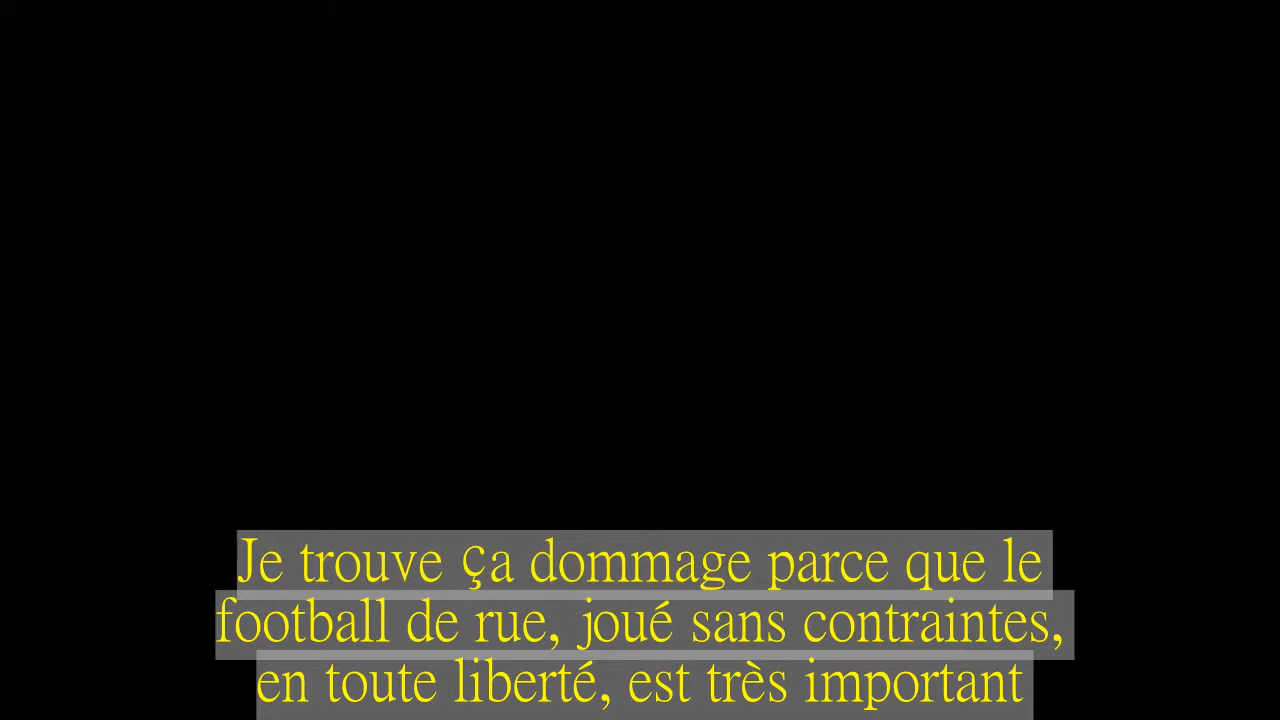 Je trouve ça dommage parce que le
football de rue, joué sans contraintes,
en toute liberté, est très important